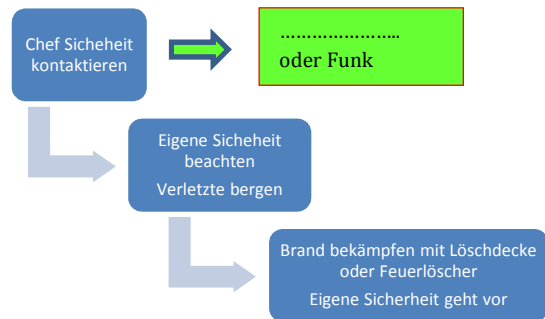 Chef Sicheheit
kontaktieren
…………………..
oder Funk
Eigene Sicheheit
beachten
Verletzte bergen
Brand bekämpfen mit Löschdecke
oder Feuerlöscher
Eigene Sicherheit geht vor